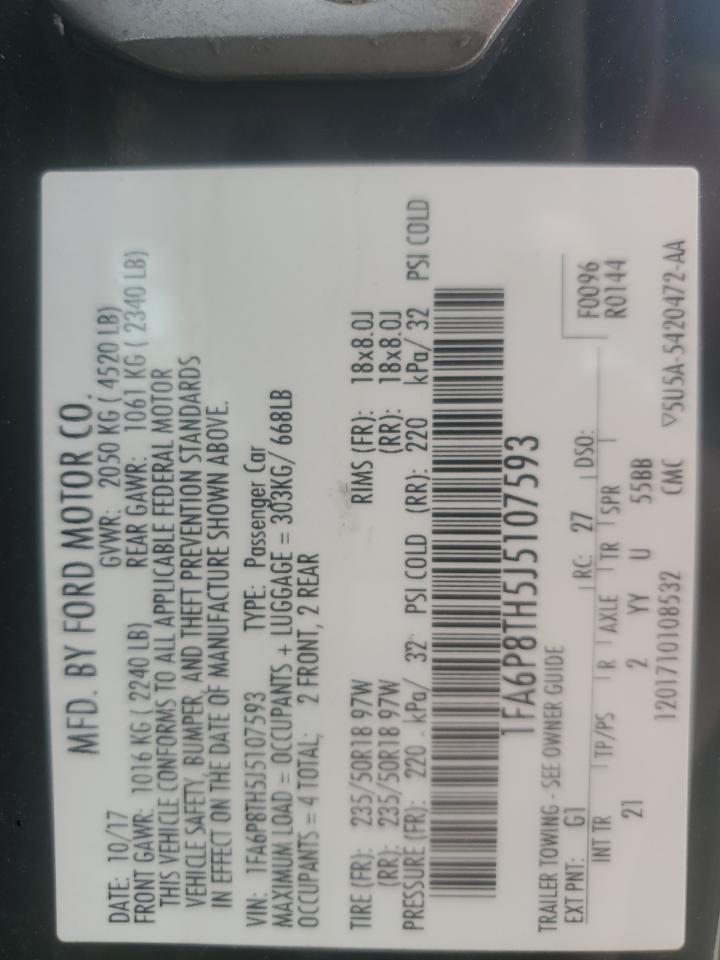 MFD. BY FORD MOTOR CO.
DATE: 10/17 GVWR: 2050 KG ( 4520 LB)
FRONT GAWR: 1016 KG ( 2240 LB) REAR GAWR: 1061 KG ( 2340 LB)
THIS VEHICLE CONFORMS TO ALL APPLICABLE FEDERAL MOTOR
VEHICLE SAFETY, BUMPER, AND THEFT PREVENTION STANDARDS
IN EFFECT ON THE DATE OF MANUFACTURE SHOWN ABOVE.
VIN: 1FA6P8TH5J5107593 TYPE: Passenger Car
MAXIMUM LOAD = OCCUPANTS + LUGGAGE = 303KG/ 668LB
OCCUPANTS = 4 TOTAL; 2 FRONT, 2 REAR
TIRE (FR): 235/50R18 97W RIMS (FR): 18x8.0J
(RR): 235/50R18 97W (RR): 18x8.0J
PRESSURE (FR): 220 kPa/ 32 PSI COLD (RR): 220 kPa/ 32 PSI COLD
1FA6P8TH5J5107593
TRAILER TOWING - SEE OWNER GUIDE
EXT PNT: G1 RC: 27 DSO: F0096
R0144
INT TR TP/PS R AXLE TR SPR
21 2 YY U 55BB
12017101 08532 CMC ▽5U5A-5420472-AA